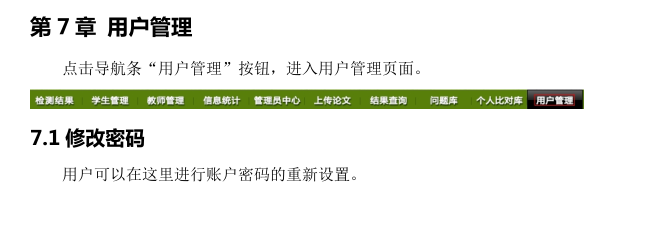 第 7 章 用户管理
点击导航条“用户管理”按钮，进入用户管理页面。
检测结果 学生管理 教师管理 信息统计 管理员中心 上传论文 结果查询 问题库 个人比对库 用户管理
7.1 修改密码
用户可以在这里进行账户密码的重新设置。